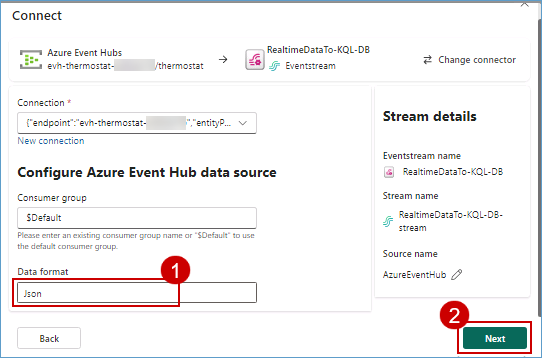 Connect
Azure Event Hubs
evh-thermostat- /thermostat
RealtimeDataTo-KQL-DB
Eventstream
Change connector
Connection *
{"endpoint":"evh-thermostat- ","entityP...
New connection
Configure Azure Event Hub data source
Consumer group
$Default
Please enter an existing consumer group name or "$Default" to use
the default consumer group.
Data format
1
Json
Stream details
Eventstream name
RealtimeDataTo-KQL-DB
Stream name
RealtimeDataTo-KQL-DB-
stream
Source name
AzureEventHub
2
Back
Next